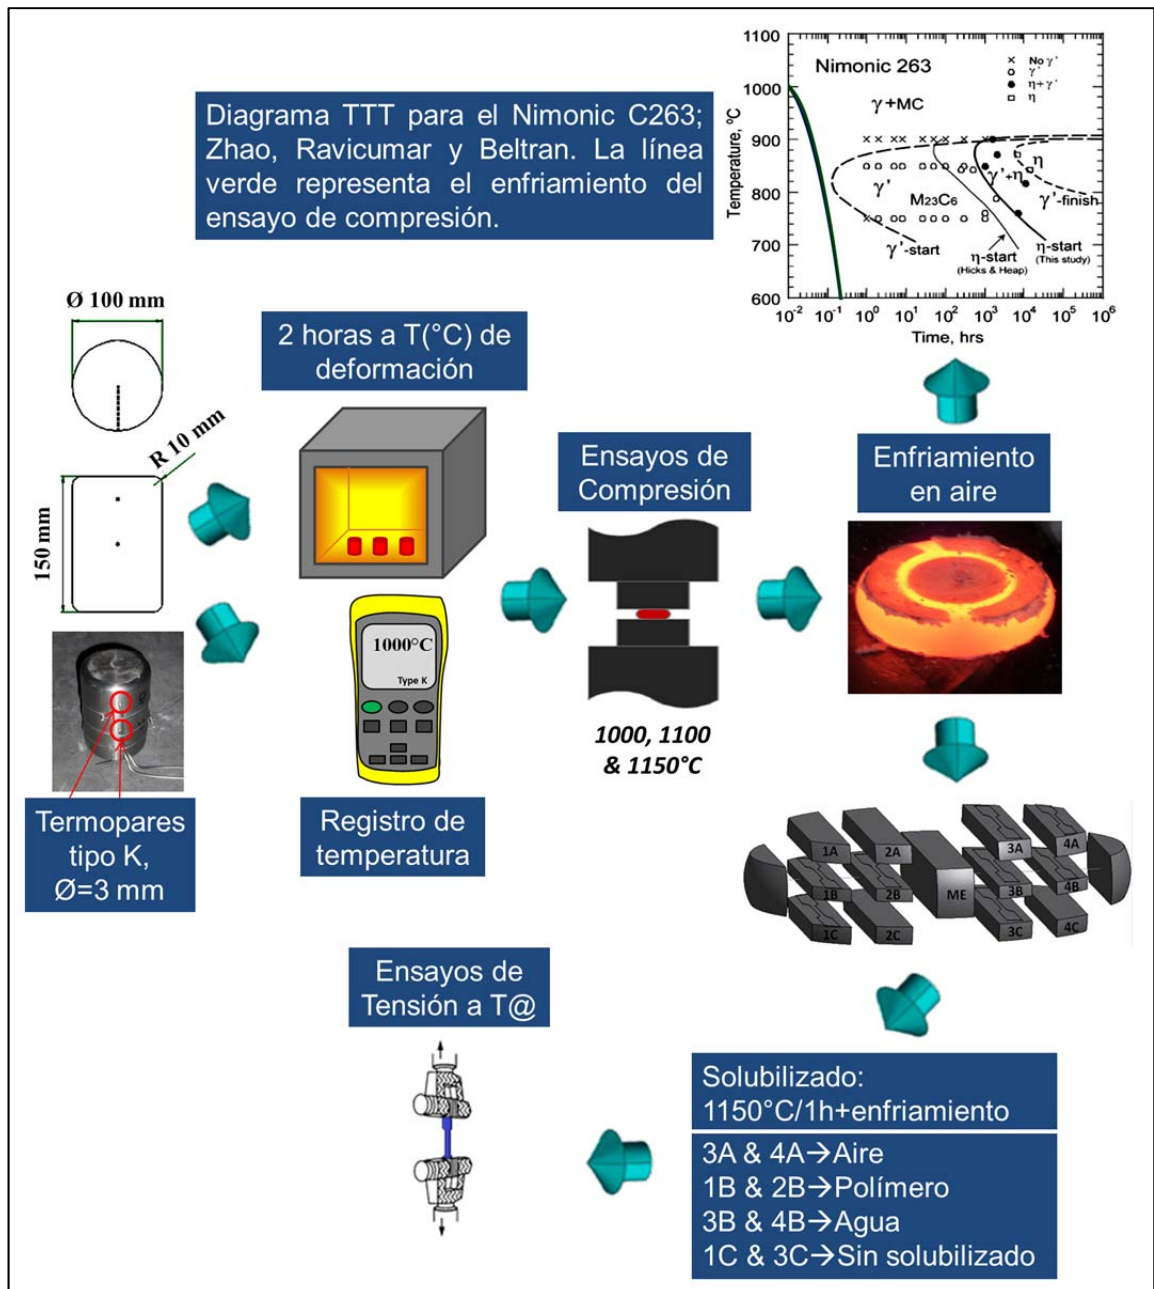 Diagrama TTT para el Nimonic C263;
Zhao, Ravicumar y Beltran. La línea
verde representa el enfriamiento del
ensayo de compresión.
1100
1000
900
800
700
600
Temperature, ºC
Nimonic 263
× No γ'
○ γ'
● η+γ'
□ η
γ+MC
γ'
M23C6
γ'+η
η
γ'-finish
γ'-start
η-start
(Hicks & Heap)
η-start
(This study)
10-2 10-1 100 101 102 103 104 105 106
Time, hrs
Ø 100 mm
R 10 mm
150 mm
2 horas a T(°C) de
deformación
1000°C
Type K
Termopares
tipo K,
Ø=3 mm
Registro de
temperatura
Ensayos de
Compresión
1000, 1100
& 1150°C
Enfriamiento
en aire
1A 2A 3A 4A
1B 2B ME 3B 4B
1C 2C 3C 4C
Solubilizado:
1150°C/1h+enfriamiento
3A & 4A→Aire
1B & 2B→Polímero
3B & 4B→Agua
1C & 3C→Sin solubilizado
Ensayos de
Tensión a T@